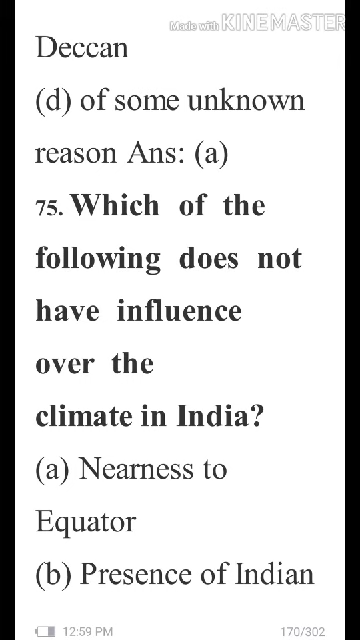 Made with KINEMASTER
Deccan
(d) of some unknown
reason Ans: (a)
75. Which of the
following does not
have influence
over the
climate in India?
(a) Nearness to
Equator
(b) Presence of Indian
12:59 PM 170/302